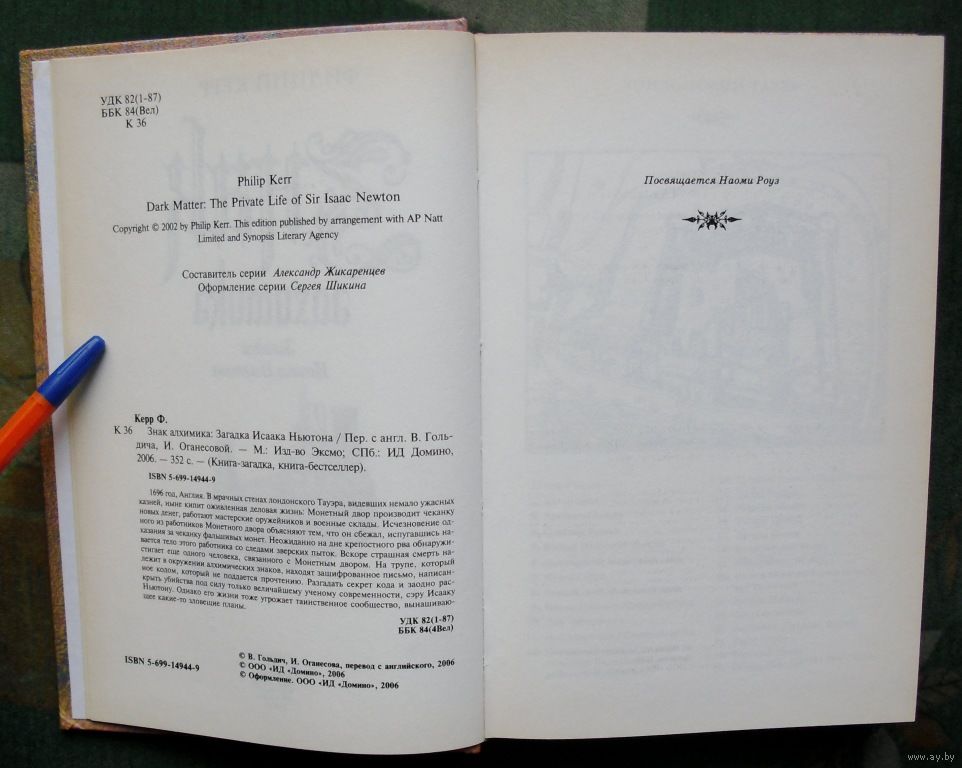 УДК 82(1-87)
ББК 84(Вел)
К 36
Philip Kerr
Dark Matter: The Private Life of Sir Isaac Newton
Copyright © 2002 by Philip Kerr. This edition published by arrangement with AP Natt
Limited and Synopsis Literary Agency
Составитель серии Александр Жикаренцев
Оформление серии Сергея Шикина
Керр Ф.
К 36 Знак алхимика: Загадка Исаака Ньютона / Пер. с англ. В. Голь-
дича, И. Оганесовой. — М.: Изд-во Эксмо; СПб.: ИД Домино,
2006. — 352 с. — (Книга-загадка, книга-бестселлер).
ISBN 5-699-14944-9
1696 год, Англия. В мрачных стенах лондонского Тауэра, видевших немало ужасных
казней, ныне кипит оживленная деловая жизнь: Монетный двор производит чеканку
новых денег, работают мастерские оружейников и военные склады. Исчезновение од-
ного из работников Монетного двора объясняют тем, что он сбежал, испугавшись на-
казания за чеканку фальшивых монет. Неожиданно на дне крепостного рва обнаружи-
вается тело этого работника со следами зверских пыток. Вскоре страшная смерть на-
стигает еще одного человека, связанного с Монетным двором. На трупе, который
лежит в окружении алхимических знаков, находят зашифрованное письмо, написан-
ное кодом, который не поддается прочтению. Разгадать секрет кода и заодно рас-
крыть убийства под силу только величайшему ученому современности, сэру Исааку
Ньютону. Однако его жизни тоже угрожает таинственное сообщество, вынашиваю-
щее какие-то зловещие планы.
УДК 82(1-87)
ББК 84(4Вел)
ISBN 5-699-14944-9
© В. Гольдич, И. Оганесова, перевод с английского, 2006
© ООО «ИД «Домино», 2006
© Оформление. ООО «ИД «Домино», 2006
Посвящается Наоми Роуз
www.ay.by